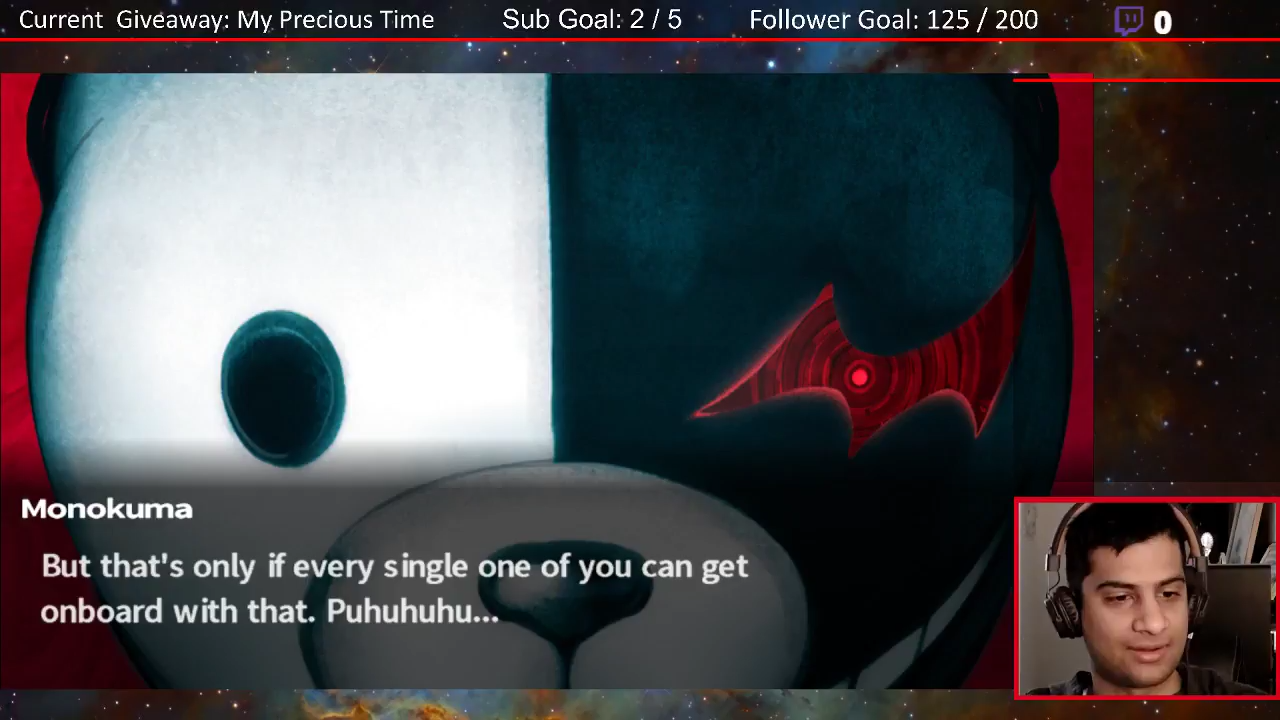 Current Giveaway: My Precious Time Sub Goal: 2 / 5 Follower Goal: 125 / 200 0
Monokuma
But that's only if every single one of you can get
onboard with that. Puhuhuhu...